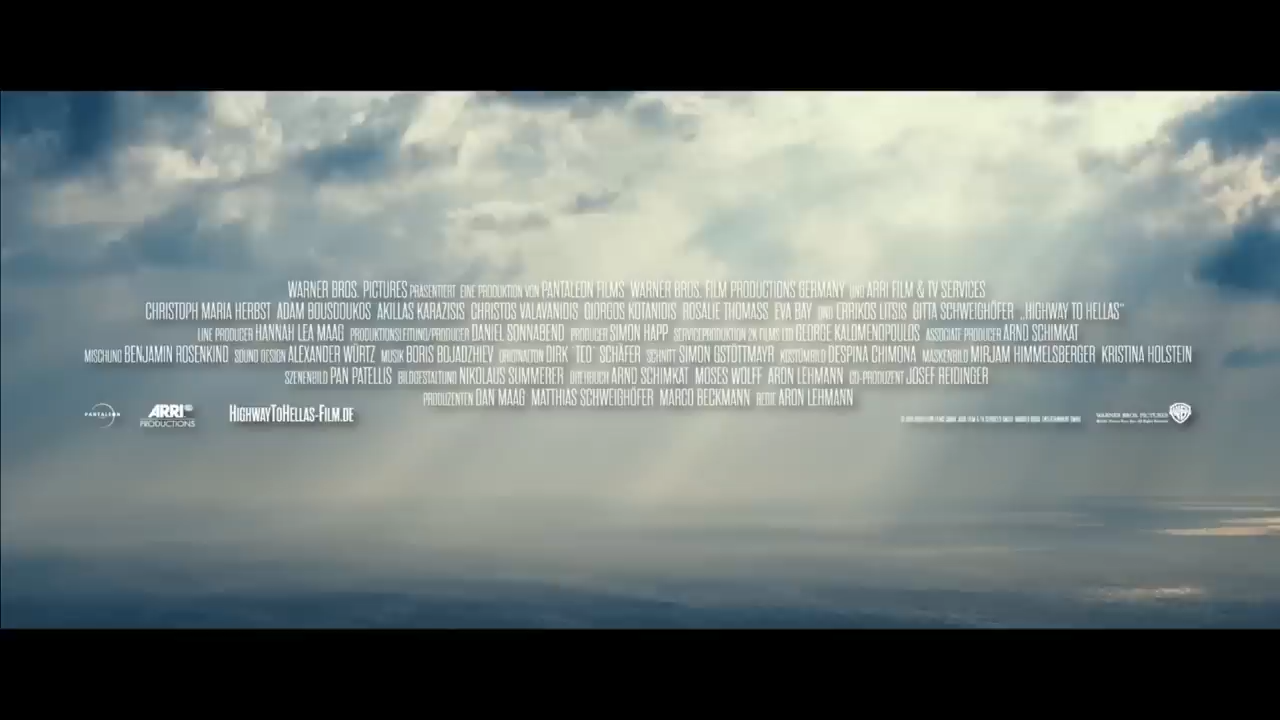 WARNER BROS. PICTURES PRÄSENTIERT EINE PRODUKTION VON PANTALEON FILMS WARNER BROS. FILM PRODUCTIONS GERMANY UND ARRI FILM & TV SERVICES
CHRISTOPH MARIA HERBST ADAM BOUSDOUKOS AKILLAS KARAZISIS CHRISTOS VALAVANIDIS GIORGOS KOTANIDIS ROSALIE THOMASS EVA BAY UND ERRIKOS LITSIS GITTA SCHWEIGHÖFER „HIGHWAY TO HELLAS“
LINE PRODUCER HANNAH LEA MAAG PRODUKTIONSLEITUNG/PRODUCER DANIEL SONNABEND PRODUCER SIMON HAPP SERVICEPRODUKTION 2K FILMS LTD GEORGE KALOMENOPOULOS ASSOCIATE PRODUCER ARND SCHIMKAT
MISCHUNG BENJAMIN ROSENKIND SOUND DESIGN ALEXANDER WÜRTZ MUSIK BORIS BOJADZHIEV ORIGINALTON DIRK TEO SCHÄFER SCHNITT SIMON GSTÖTTMAYR KOSTÜMBILD DESPINA CHIMONA MASKENBILD MIRJAM HIMMELSBERGER KRISTINA HOLSTEIN
SZENENBILD PAN PATELLIS BILDGESTALTUNG NIKOLAUS SUMMERER DREHBUCH ARND SCHIMKAT MOSES WOLFF ARON LEHMANN CO-PRODUZENT JOSEF REIDINGER
PRODUZENTEN DAN MAAG MATTHIAS SCHWEIGHÖFER MARCO BECKMANN REGIE ARON LEHMANN
PANTALEON ARRI PRODUCTIONS HIGHWAYTOHELLAS-FILM.DE WARNER BROS. PICTURES WB